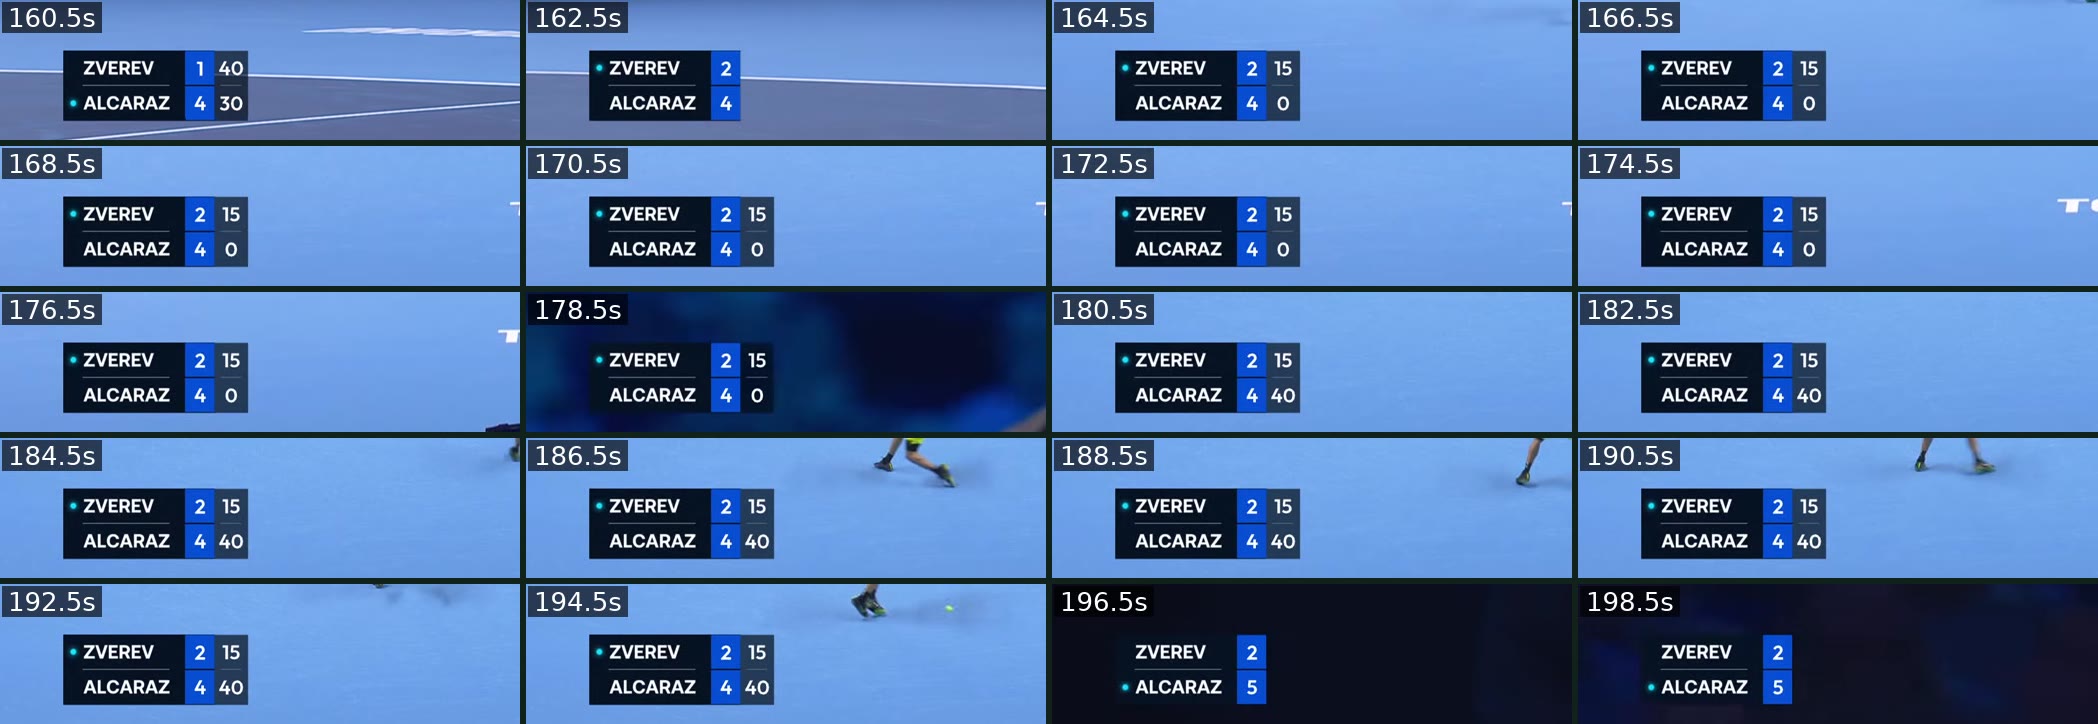 160.5s
ZVEREV 1 40
ALCARAZ 4 30
162.5s
ZVEREV 2
ALCARAZ 4
164.5s
ZVEREV 2 15
ALCARAZ 4 0
166.5s
ZVEREV 2 15
ALCARAZ 4 0
168.5s
ZVEREV 2 15
ALCARAZ 4 0
170.5s
ZVEREV 2 15
ALCARAZ 4 0
172.5s
ZVEREV 2 15
ALCARAZ 4 0
174.5s
ZVEREV 2 15
ALCARAZ 4 0
176.5s
ZVEREV 2 15
ALCARAZ 4 0
178.5s
ZVEREV 2 15
ALCARAZ 4 0
180.5s
ZVEREV 2 15
ALCARAZ 4 40
182.5s
ZVEREV 2 15
ALCARAZ 4 40
184.5s
ZVEREV 2 15
ALCARAZ 4 40
186.5s
ZVEREV 2 15
ALCARAZ 4 40
188.5s
ZVEREV 2 15
ALCARAZ 4 40
190.5s
ZVEREV 2 15
ALCARAZ 4 40
192.5s
ZVEREV 2 15
ALCARAZ 4 40
194.5s
ZVEREV 2 15
ALCARAZ 4 40
196.5s
ZVEREV 2
ALCARAZ 5
198.5s
ZVEREV 2
ALCARAZ 5